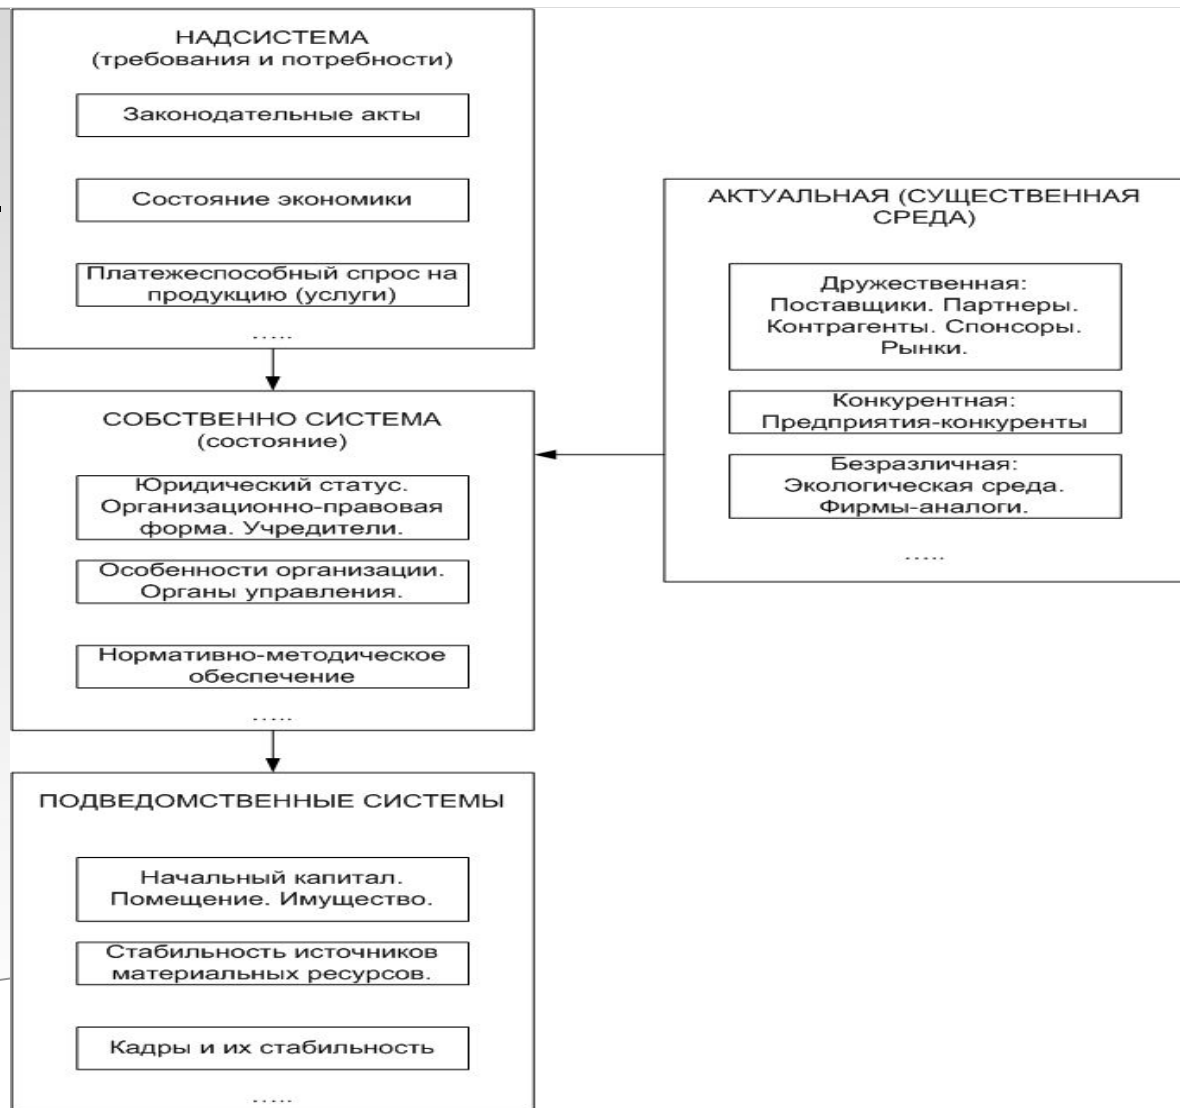 НАДСИСТЕМА
(требования и потребности)
Законодательные акты
Состояние экономики
Платежеспособный спрос на
продукцию (услуги)
.....
СОБСТВЕННО СИСТЕМА
(состояние)
Юридический статус.
Организационно-правовая
форма. Учредители.
Особенности организации.
Органы управления.
Нормативно-методическое
обеспечение
.....
ПОДВЕДОМСТВЕННЫЕ СИСТЕМЫ
Начальный капитал.
Помещение. Имущество.
Стабильность источников
материальных ресурсов.
Кадры и их стабильность
.....
АКТУАЛЬНАЯ (СУЩЕСТВЕННАЯ
СРЕДА)
Дружественная:
Поставщики. Партнеры.
Контрагенты. Спонсоры.
Рынки.
Конкурентная:
Предприятия-конкуренты
Безразличная:
Экологическая среда.
Фирмы-аналоги.
.....